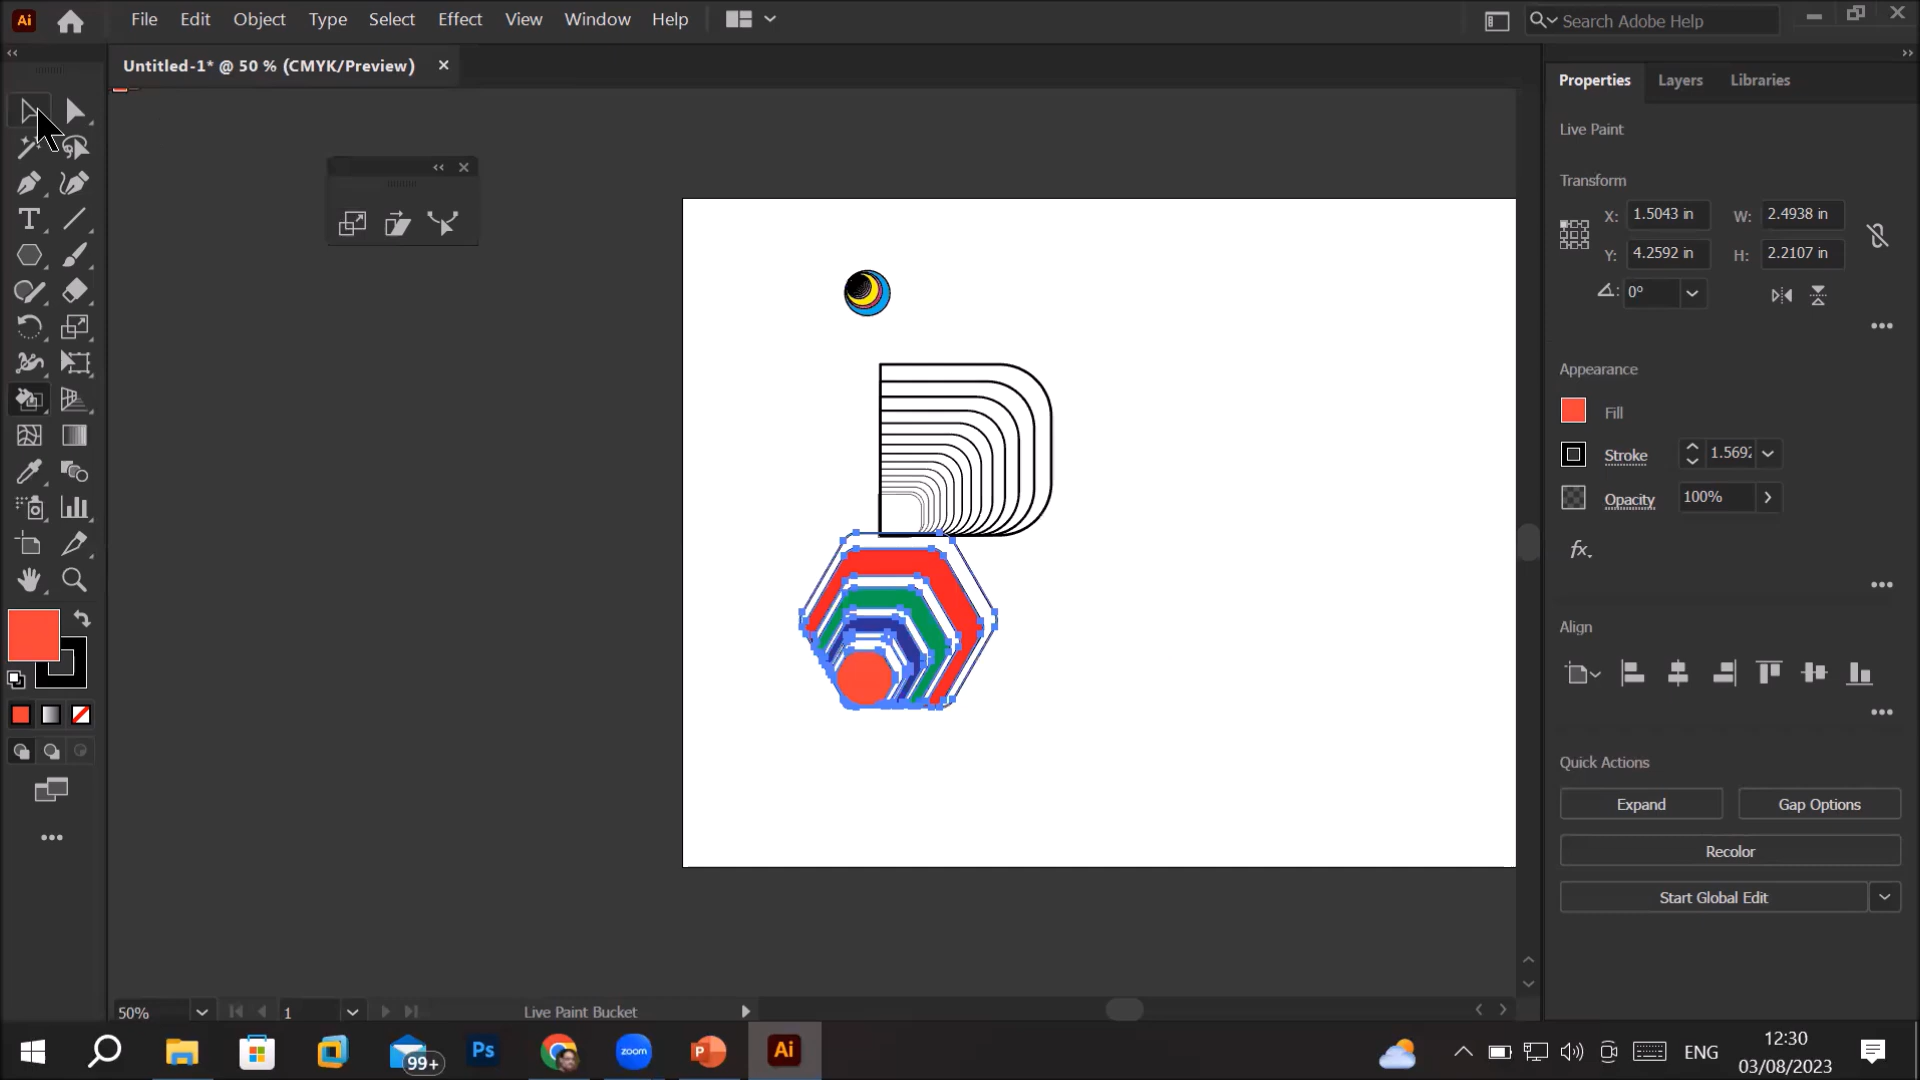 Ai File Edit Object Type Select Effect View Window Help Search Adobe Help
Untitled-1* @ 50 % (CMYK/Preview)
Properties Layers Libraries
Live Paint
Transform
X: 1.5043 in W: 2.4938 in
Y: 4.2592 in H: 2.2107 in
0°
Appearance
Fill
Stroke 1.5692
Opacity 100%
fx.
Align
Quick Actions
Expand Gap Options
Recolor
Start Global Edit
50% 1 Live Paint Bucket
99+ Ps zoom P Ai ENG
12:30
03/08/2023